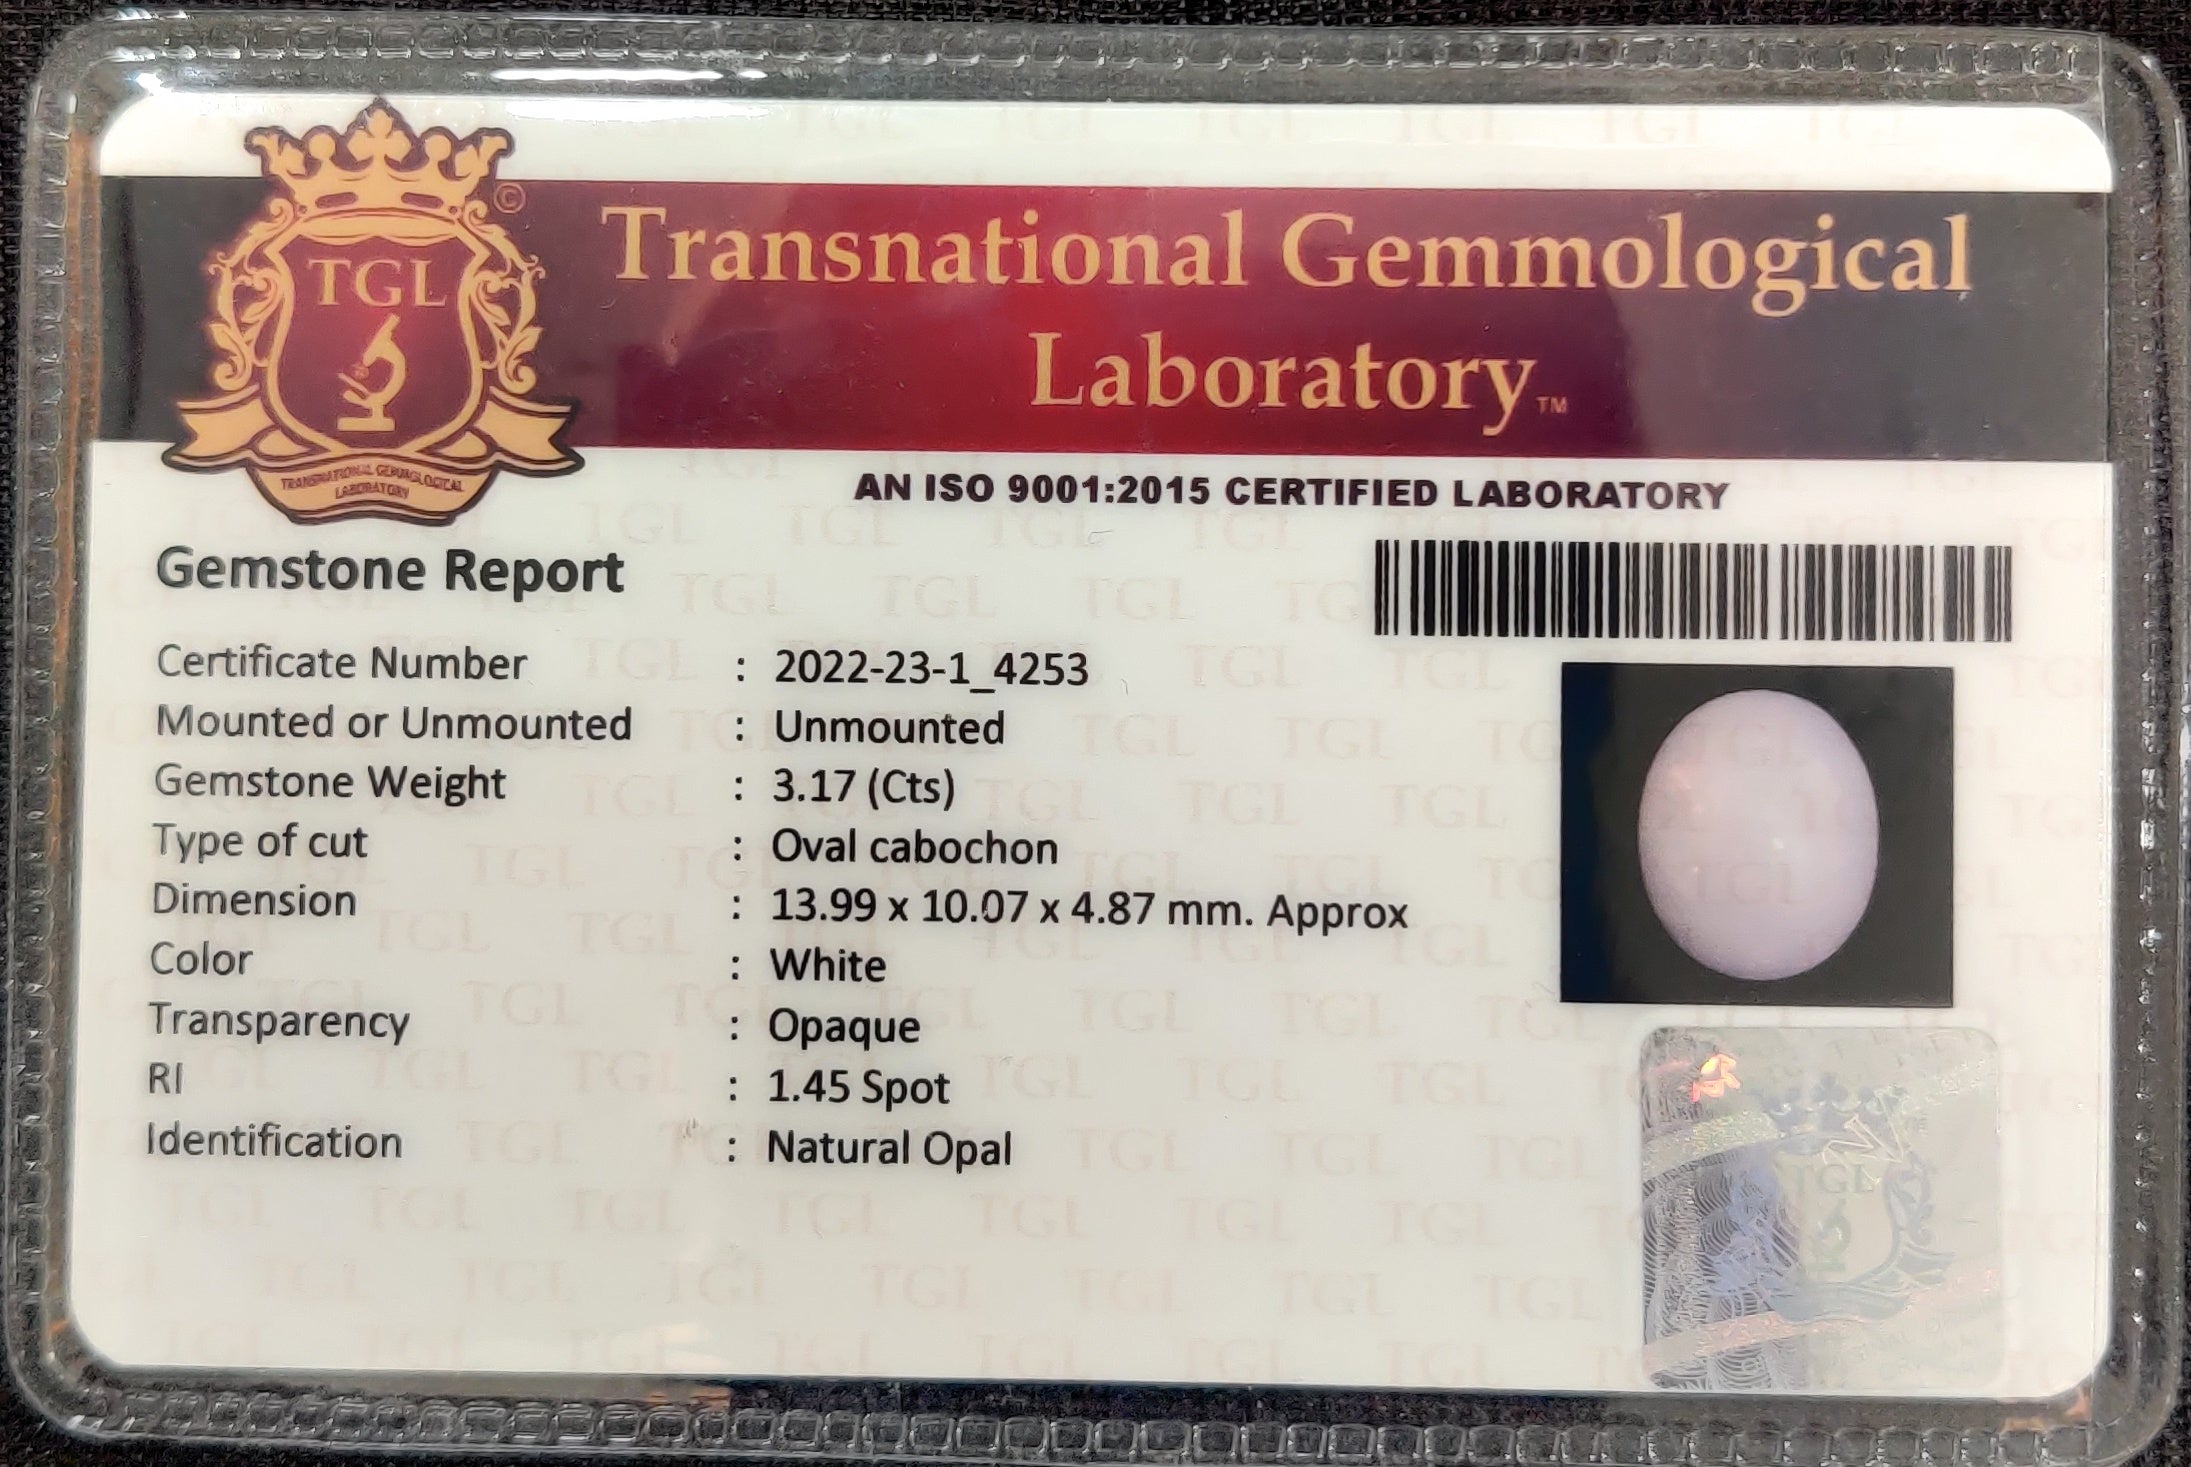 TGL
©
TRANSNATIONAL GEMOLOGICAL
LABORATORY
Transnational Gemmological
Laboratory™
AN ISO 9001:2015 CERTIFIED LABORATORY
Gemstone Report
Certificate Number : 2022-23-1_4253
Mounted or Unmounted : Unmounted
Gemstone Weight : 3.17 (Cts)
Type of cut : Oval cabochon
Dimension : 13.99 x 10.07 x 4.87 mm. Approx
Color : White
Transparency : Opaque
RI : 1.45 Spot
Identification : Natural Opal
TGL